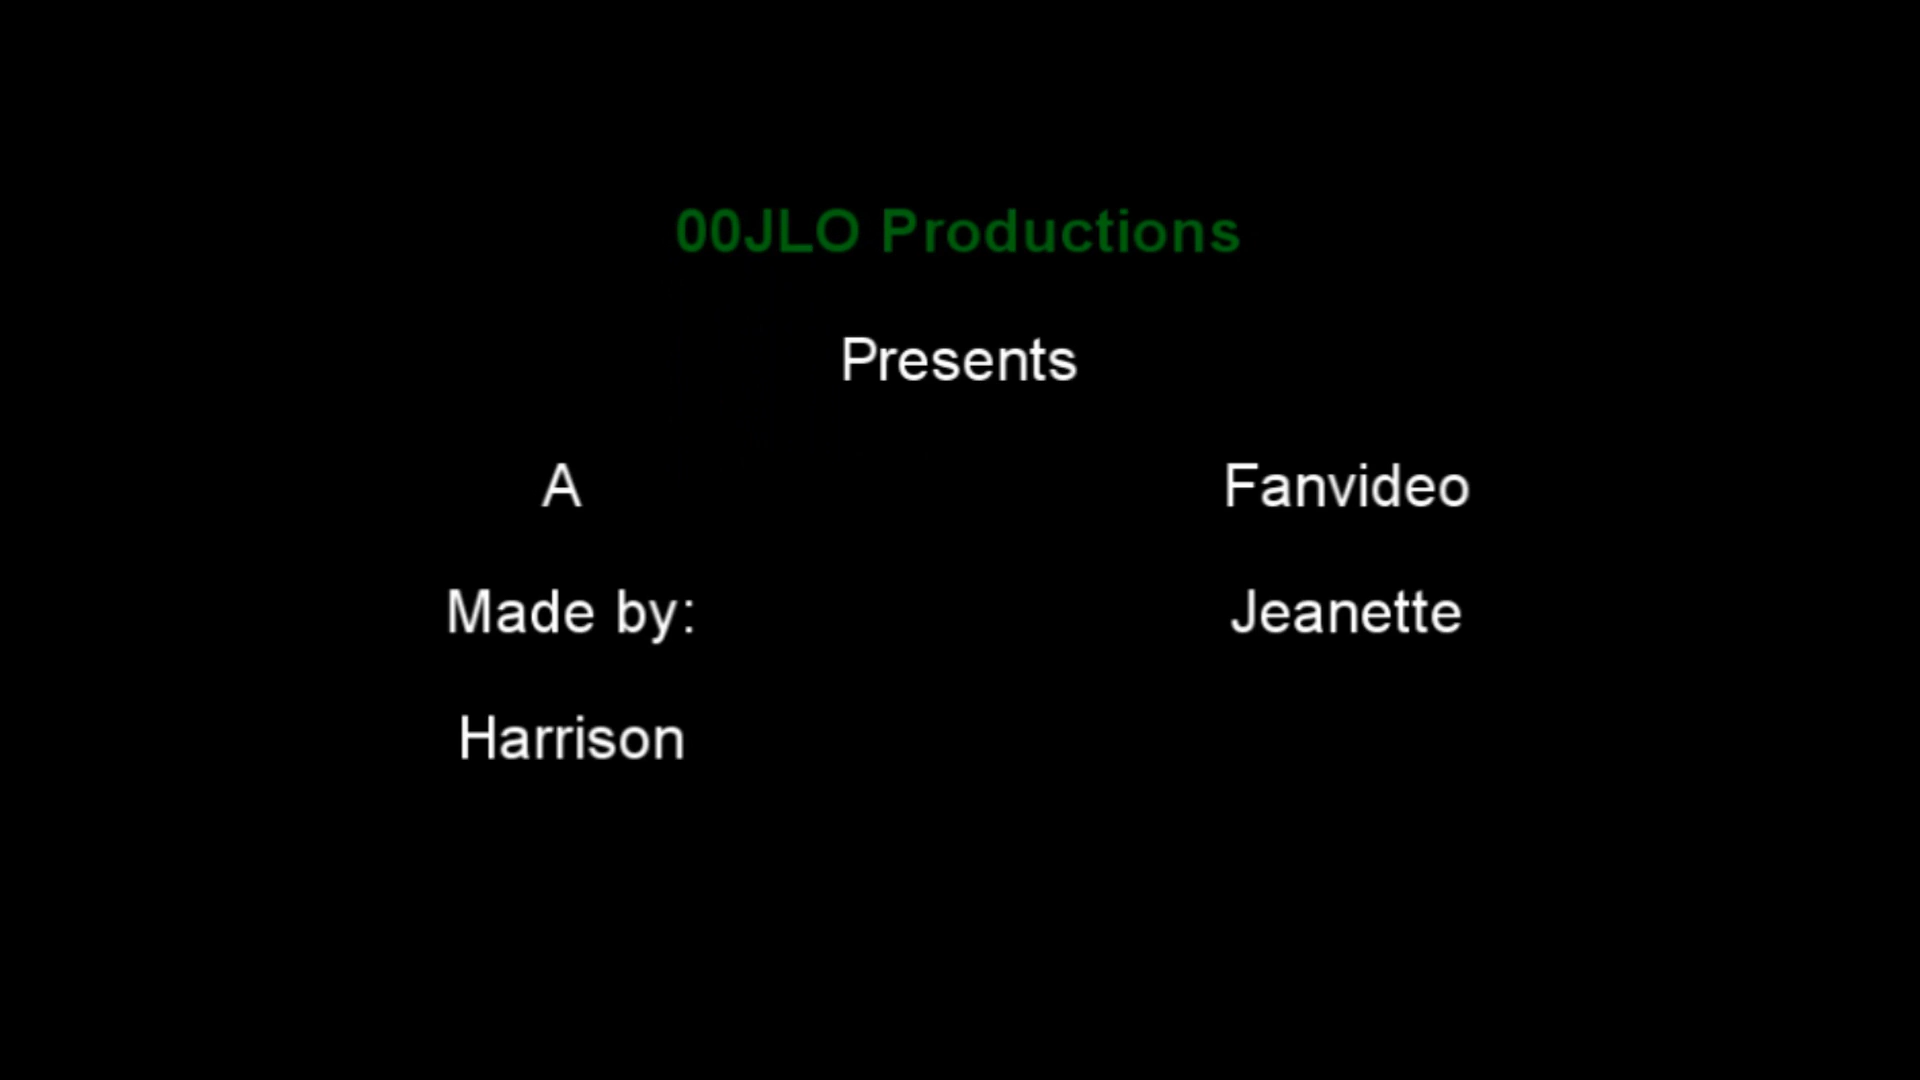 00JLO Productions
Presents
A Fanvideo
Made by: Jeanette
Harrison